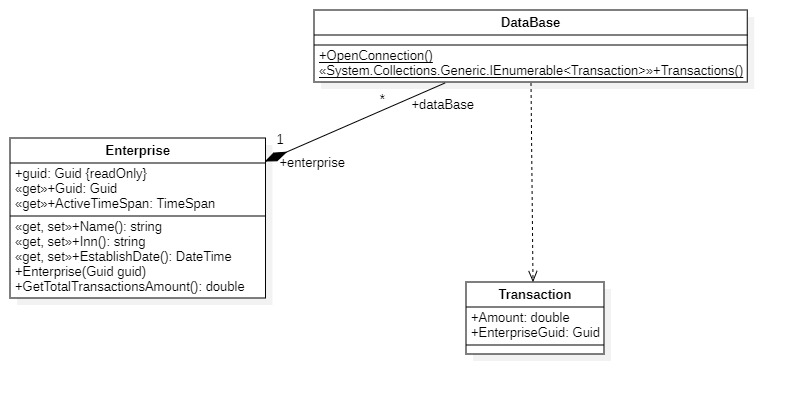 DataBase
+OpenConnection()
«System.Collections.Generic.IEnumerable<Transaction>»+Transactions()
*
+dataBase
1
+enterprise
Enterprise
+guid: Guid {readOnly}
«get»+Guid: Guid
«get»+ActiveTimeSpan: TimeSpan
«get, set»+Name(): string
«get, set»+Inn(): string
«get, set»+EstablishDate(): DateTime
+Enterprise(Guid guid)
+GetTotalTransactionsAmount(): double
Transaction
+Amount: double
+EnterpriseGuid: Guid